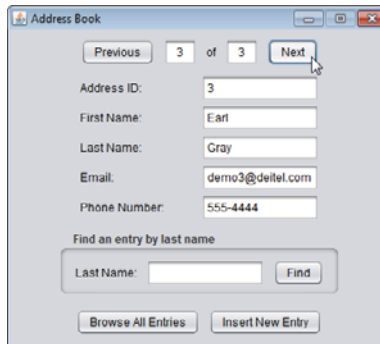 Address Book
Previous 3 of 3 Next
Address ID: 3
First Name: Earl
Last Name: Gray
Email: demo3@deitel.com
Phone Number: 555-4444
Find an entry by last name
Last Name: Find
Browse All Entries Insert New Entry